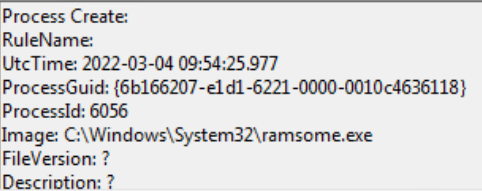 Process Create:
RuleName:
UtcTime: 2022-03-04 09:54:25.977
ProcessGuid: {6b166207-e1d1-6221-0000-0010c4636118}
ProcessId: 6056
Image: C:\Windows\System32\ramsome.exe
FileVersion: ?
Description: ?